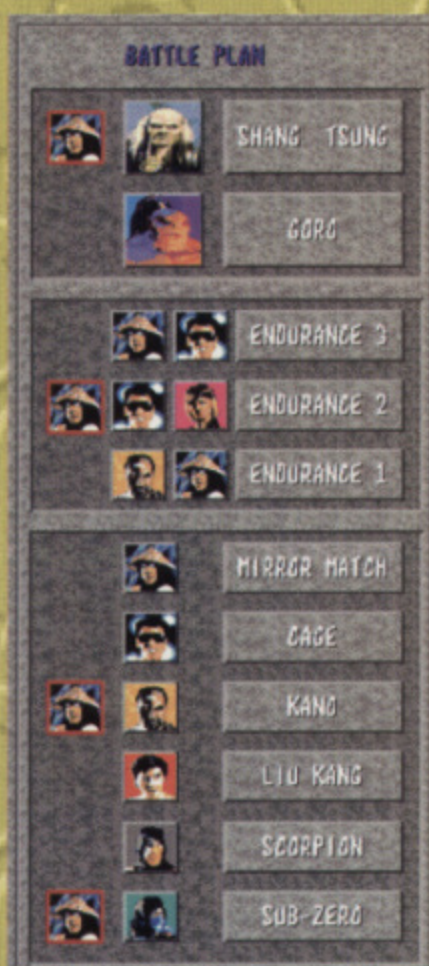 BATTLE PLAN
SHANG TSUNG
GORO
ENDURANCE 3
ENDURANCE 2
ENDURANCE 1
MIRROR MATCH
CAGE
KANO
LIU KANG
SCORPION
SUB-ZERO